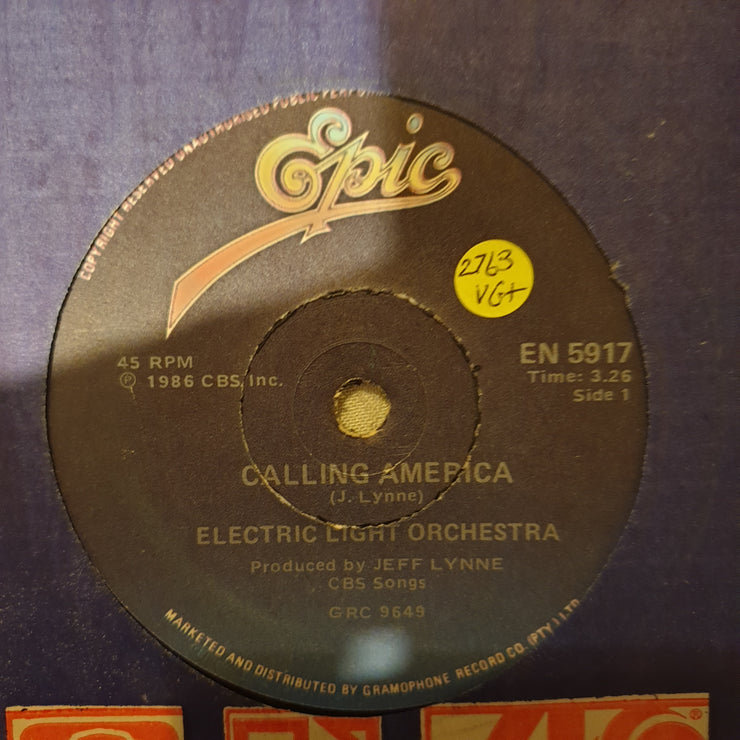 COPYRIGHT RESERVED UNAUTHORISED PUBLIC PERFOR
Epic
2763
VG+
45 RPM
℗ 1986 CBS, Inc.
EN 5917
Time: 3.26
Side 1
CALLING AMERICA
(J. Lynne)
ELECTRIC LIGHT ORCHESTRA
Produced by JEFF LYNNE
CBS Songs
GRC 9649
MARKETED AND DISTRIBUTED BY GRAMOPHONE RECORD CO. (PTY.) LTD